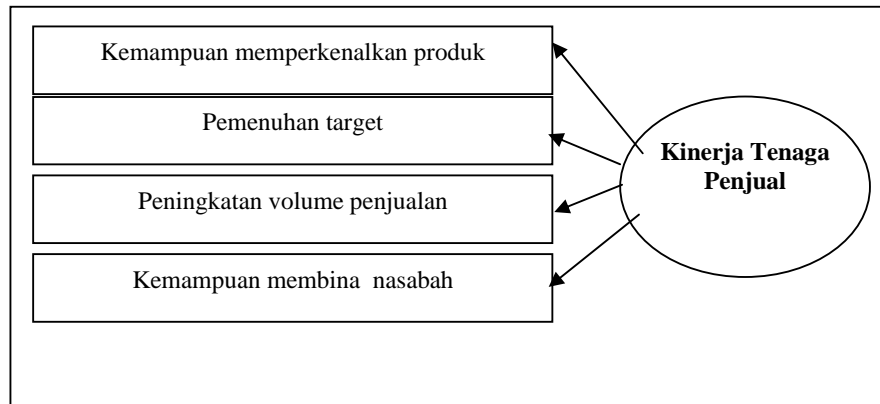 Kemampuan memperkenalkan produk
Pemenuhan target
Peningkatan volume penjualan
Kemampuan membina  nasabah
Kinerja Tenaga
Penjual